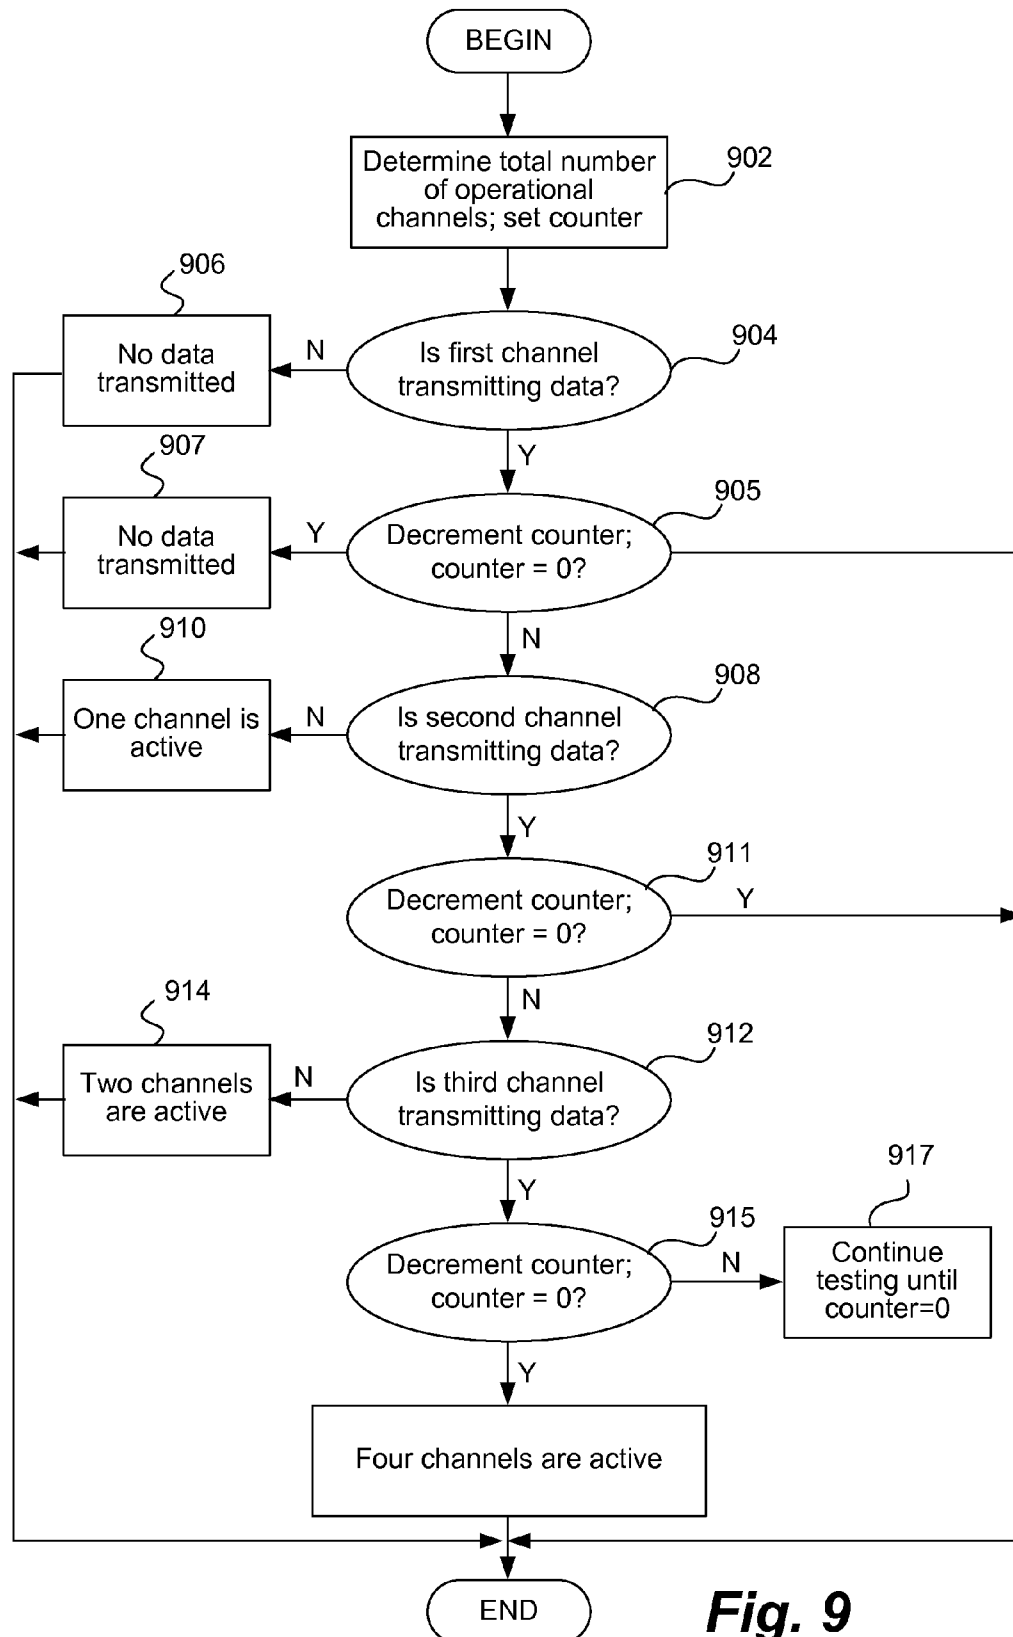 BEGIN
Determine total number
of operational
channels; set counter
902
906
No data
transmitted
N
Is first channel
transmitting data?
904
Y
907
No data
transmitted
Y
Decrement counter;
counter = 0?
905
N
910
One channel is
active
N
Is second channel
transmitting data?
908
Y
Decrement counter;
counter = 0?
911
Y
N
914
Two channels
are active
N
Is third channel
transmitting data?
912
Y
Decrement counter;
counter = 0?
915
N
917
Continue
testing until
counter=0
Y
Four channels are active
END
Fig. 9